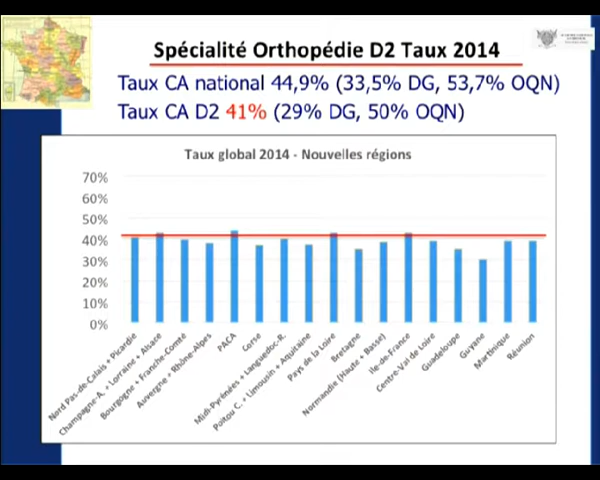 Spécialité Orthopédie D2 Taux 2014
Taux CA national 44,9% (33,5% DG, 53,7% OQN)
Taux CA D2 41% (29% DG, 50% OQN)
Taux global 2014 - Nouvelles régions
70%
60%
50%
40%
30%
20%
10%
0%
Nord Pas-de-Calais + Picardie
Champagne-A. + Lorraine + Alsace
Bourgogne + Franche-Comte
Auvergne + Rhône-Alpes
PACA
Corse
Midi-Pyrénées + Languedoc-R.
Poitou C. + Limousin + Aquitaine
Pays de la Loire
Bretagne
Normandie (Haute + Basse)
Ile-de-France
Centre-Val de Loire
Guadeloupe
Guyane
Martinique
Réunion